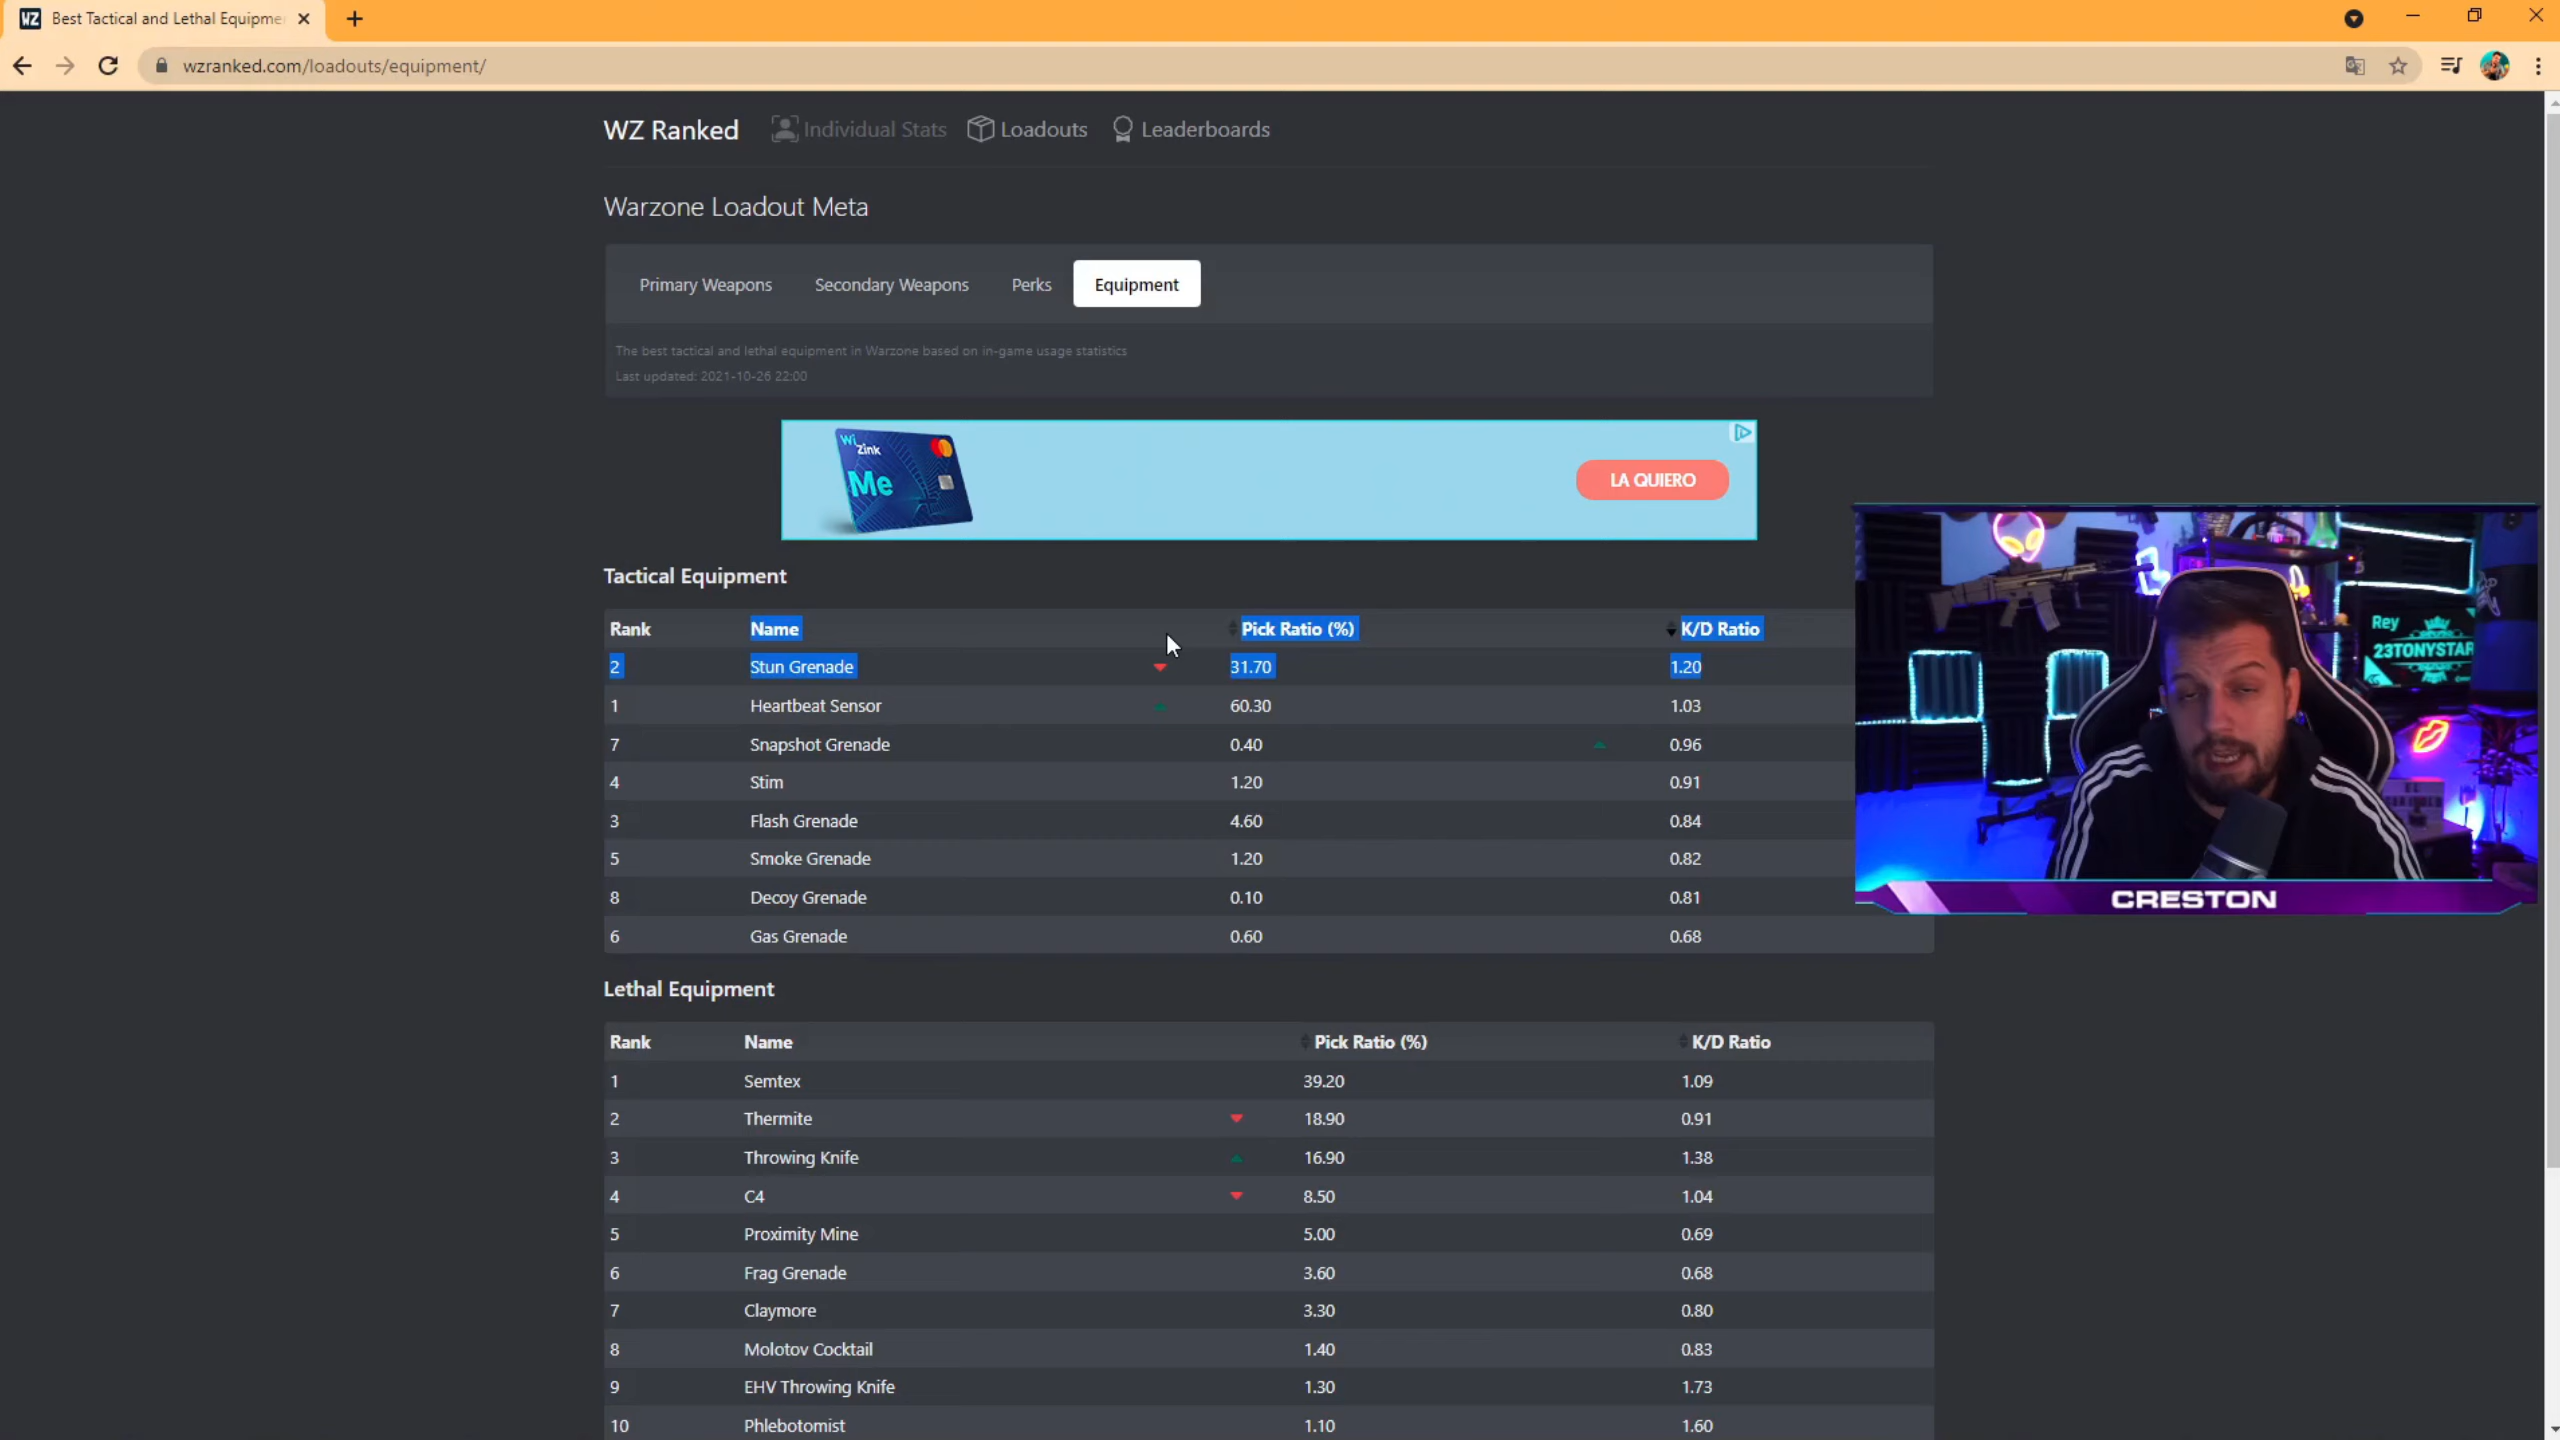 WZ Best Tactical and Lethal Equipme
wzranked.com/loadouts/equipment/
WZ Ranked Individual Stats Loadouts Leaderboards
Warzone Loadout Meta
Primary Weapons Secondary Weapons Perks Equipment
The best tactical and lethal equipment in Warzone based on in-game usage statistics
Last updated: 2021-10-26 22:00
Wi
Zink
Me
LA QUIERO
Tactical Equipment
Rank Name Pick Ratio (%) K/D Ratio
2 Stun Grenade 31.70 1.20
1 Heartbeat Sensor 60.30 1.03
7 Snapshot Grenade 0.40 0.96
4 Stim 1.20 0.91
3 Flash Grenade 4.60 0.84
5 Smoke Grenade 1.20 0.82
8 Decoy Grenade 0.10 0.81
6 Gas Grenade 0.60 0.68
Rey
23TONYSTAR
CRESTON
Lethal Equipment
Rank Name Pick Ratio (%) K/D Ratio
1 Semtex 39.20 1.09
2 Thermite 18.90 0.91
3 Throwing Knife 16.90 1.38
4 C4 8.50 1.04
5 Proximity Mine 5.00 0.69
6 Frag Grenade 3.60 0.68
7 Claymore 3.30 0.80
8 Molotov Cocktail 1.40 0.83
9 EHV Throwing Knife 1.30 1.73
10 Phlebotomist 1.10 1.60